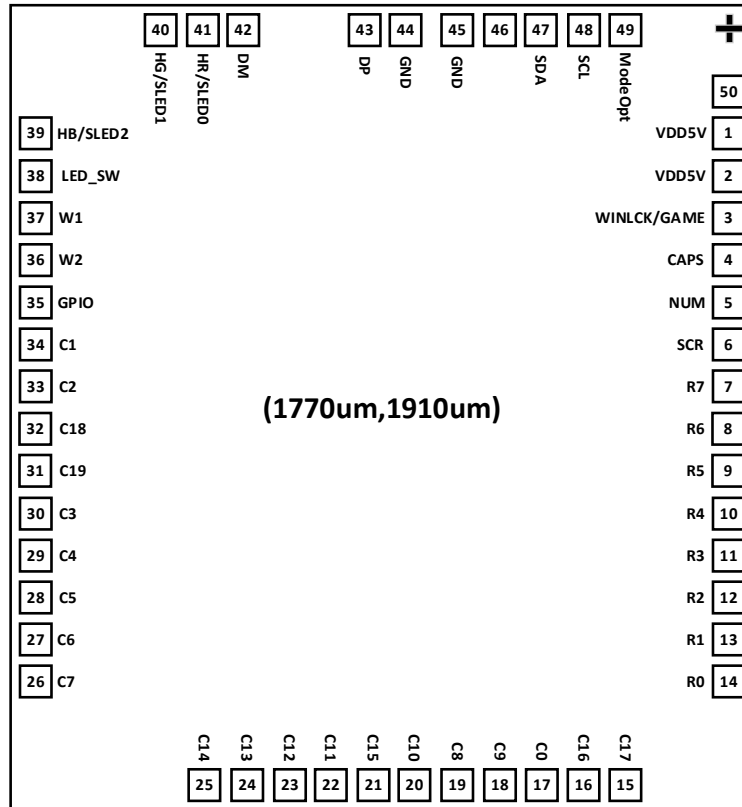 40 41 42 43 44 45 46 47 48 49
HG/SLED1 HR/SLED0 DM DP GND GND SDA SCL ModeOpt
50
39 HB/SLED2 VDD5V 1
38 LED_SW VDD5V 2
37 W1 WINLCK/GAME 3
36 W2 CAPS 4
35 GPIO NUM 5
34 C1 SCR 6
33 C2 R7 7
(1770um,1910um)
32 C18 R6 8
31 C19 R5 9
30 C3 R4 10
29 C4 R3 11
28 C5 R2 12
27 C6 R1 13
26 C7 R0 14
C14 C13 C12 C11 C15 C10 C8 C9 C0 C16 C17
25 24 23 22 21 20 19 18 17 16 15